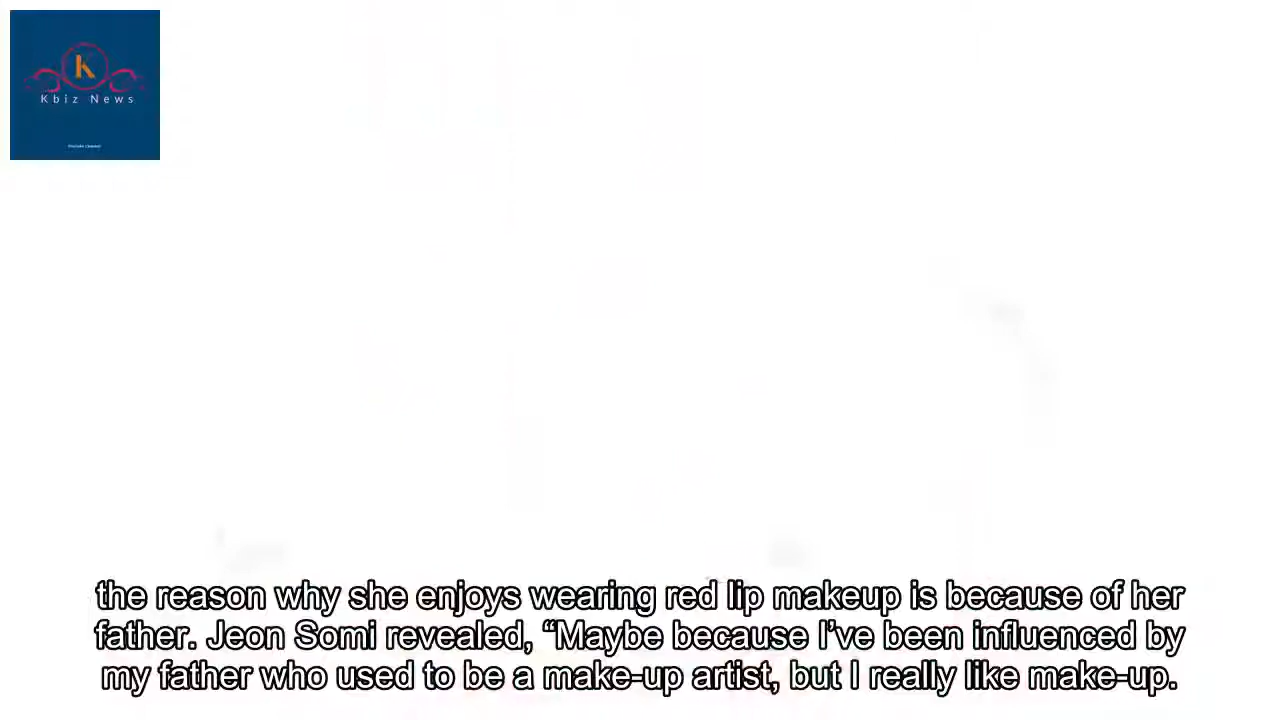 K
Kbiz News
YouTube Channel
the reason why she enjoys wearing red lip makeup is because of her
father. Jeon Somi revealed, “Maybe because I’ve been influenced by
my father who used to be a make-up artist, but I really like make-up.